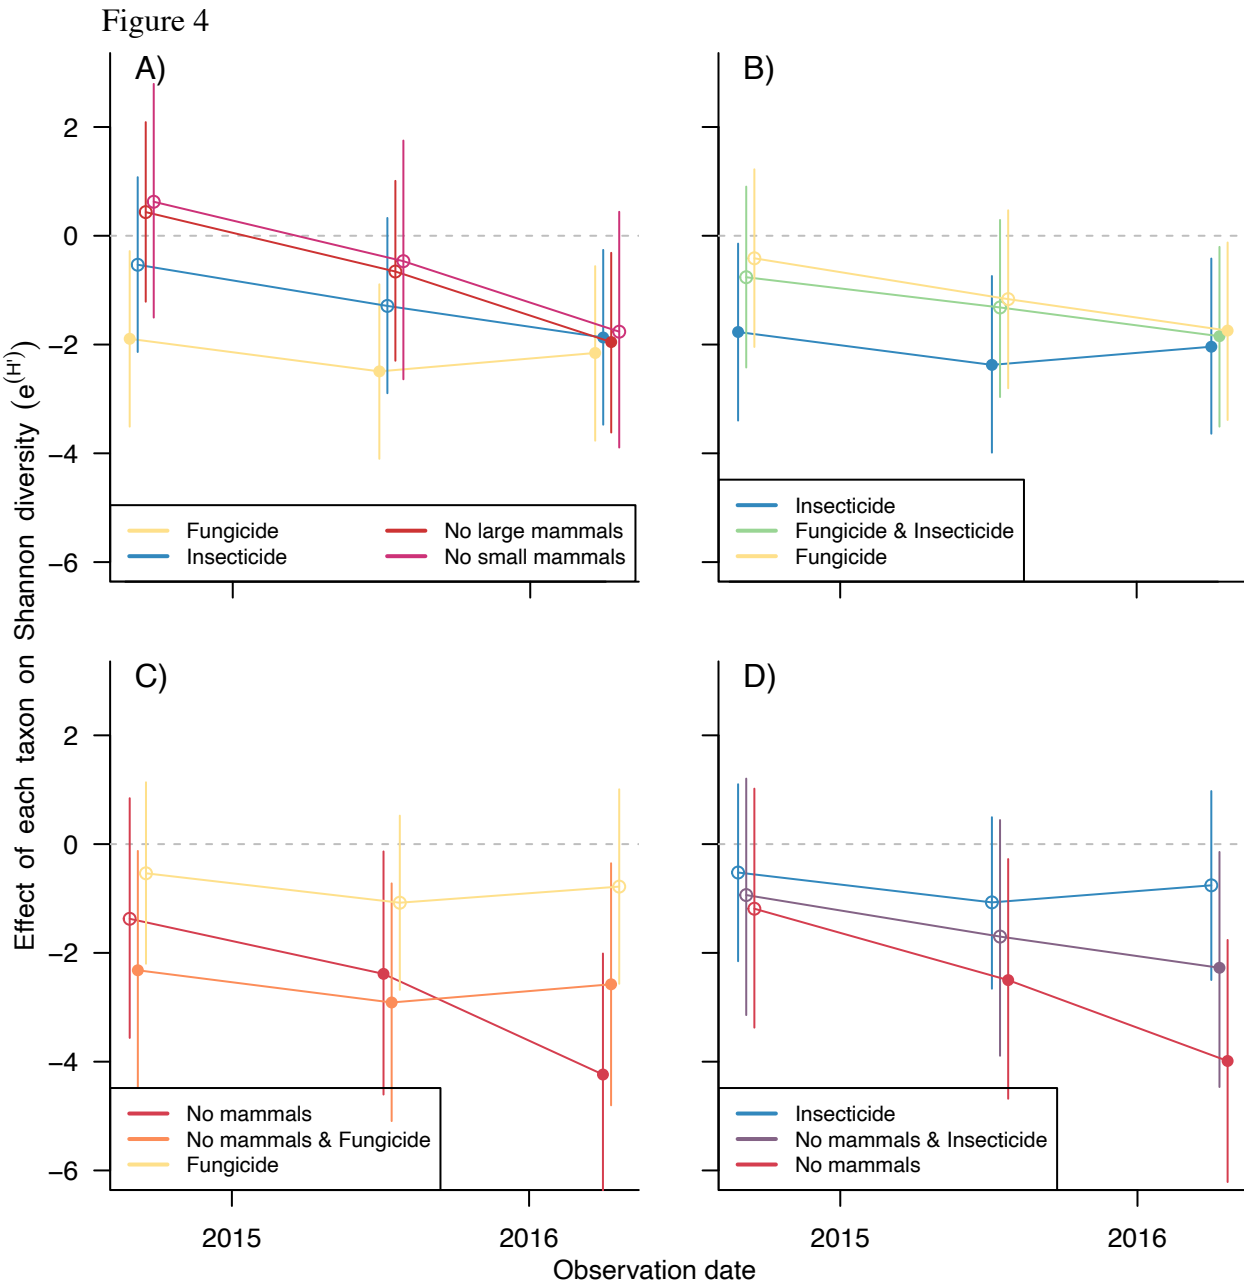 Figure 4
Effect of each taxon on Shannon diversity (e^(H'))
A)
2
0
−2
−4
−6
Fungicide
Insecticide
No large mammals
No small mammals
B)
Insecticide
Fungicide & Insecticide
Fungicide
C)
2
0
−2
−4
−6
No mammals
No mammals & Fungicide
Fungicide
2015
2016
D)
Insecticide
No mammals & Insecticide
No mammals
2015
2016
Observation date